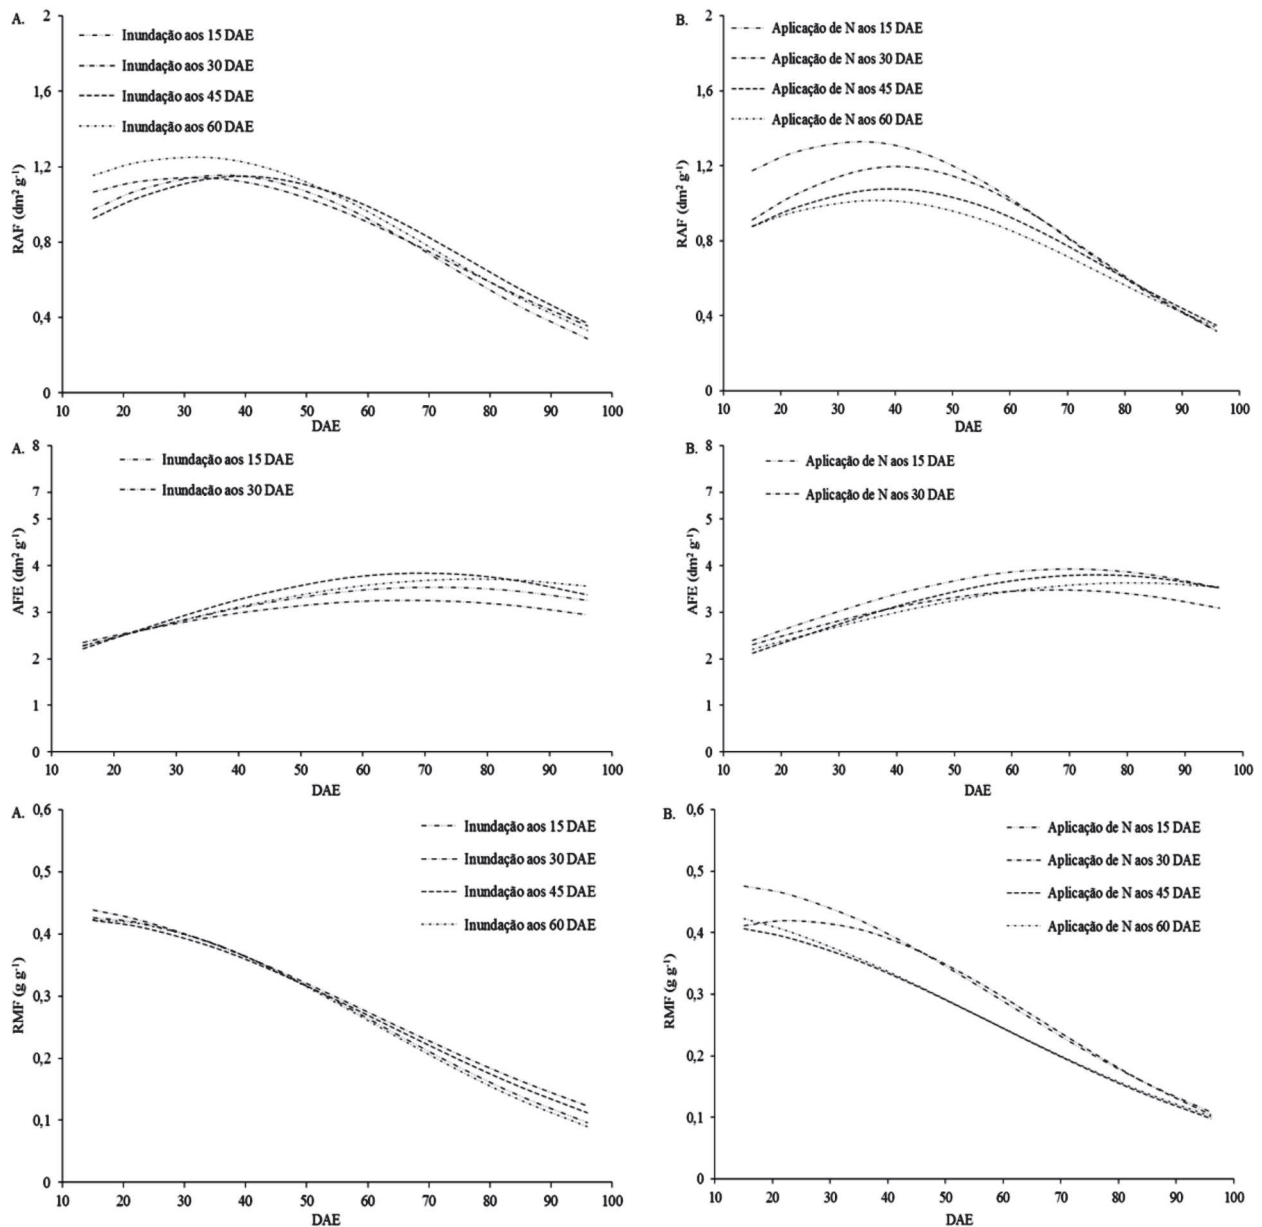 A.
2
1,6
1,2
0,8
0,4
0
RAF (dm² g⁻¹)
Inundação aos 15 DAE
Inundação aos 30 DAE
Inundação aos 45 DAE
Inundação aos 60 DAE
10 20 30 40 50 60 70 80 90 100
DAE
B.
2
1,6
1,2
0,8
0,4
0
RAF (dm² g⁻¹)
Aplicação de N aos 15 DAE
Aplicação de N aos 30 DAE
Aplicação de N aos 45 DAE
Aplicação de N aos 60 DAE
10 20 30 40 50 60 70 80 90 100
DAE
A.
8
7
5
4
3
2
1
0
AFE (dm² g⁻¹)
Inundação aos 15 DAE
Inundação aos 30 DAE
10 20 30 40 50 60 70 80 90 100
DAE
B.
8
7
5
4
3
2
1
0
AFE (dm² g⁻¹)
Aplicação de N aos 15 DAE
Aplicação de N aos 30 DAE
10 20 30 40 50 60 70 80 90 100
DAE
A.
0,6
0,5
0,4
0,3
0,2
0,1
0
RMF (g g⁻¹)
Inundação aos 15 DAE
Inundação aos 30 DAE
Inundação aos 45 DAE
Inundação aos 60 DAE
10 20 30 40 50 60 70 80 90 100
DAE
B.
0,6
0,5
0,4
0,3
0,2
0,1
0
RMF (g g⁻¹)
Aplicação de N aos 15 DAE
Aplicação de N aos 30 DAE
Aplicação de N aos 45 DAE
Aplicação de N aos 60 DAE
10 20 30 40 50 60 70 80 90 100
DAE